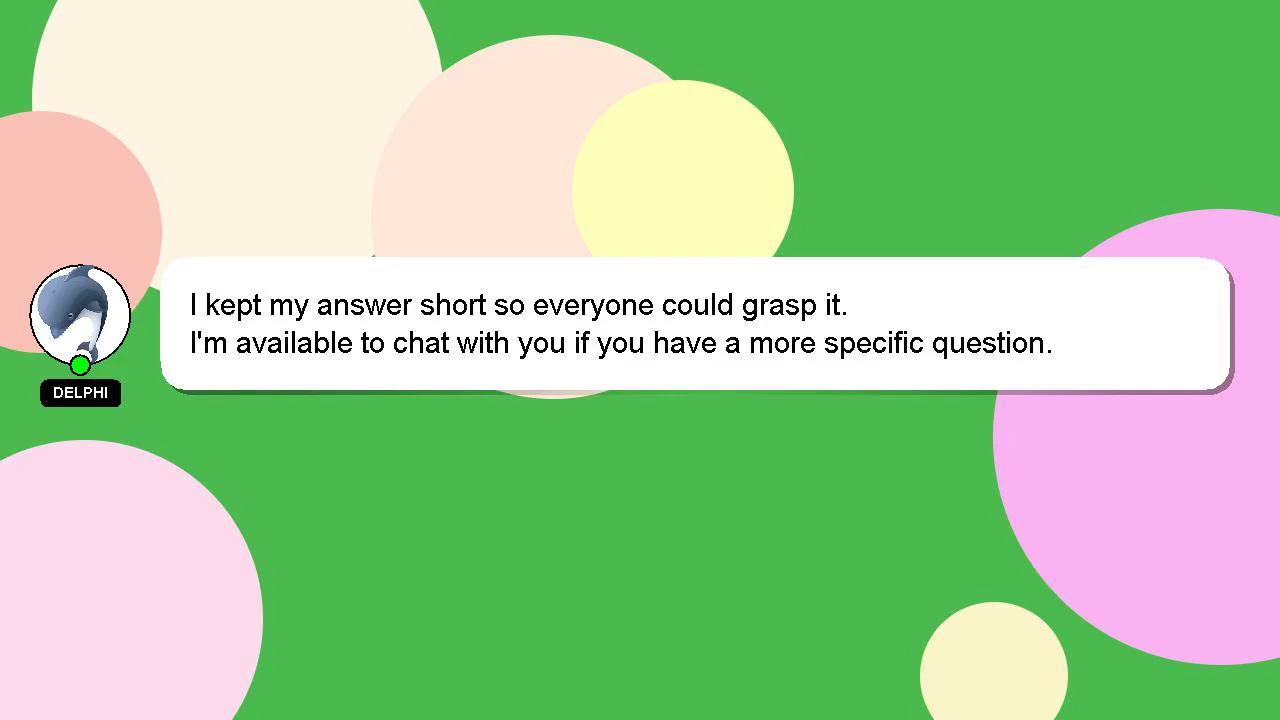 I kept my answer short so everyone could grasp it.
I'm available to chat with you if you have a more specific question.
DELPHI